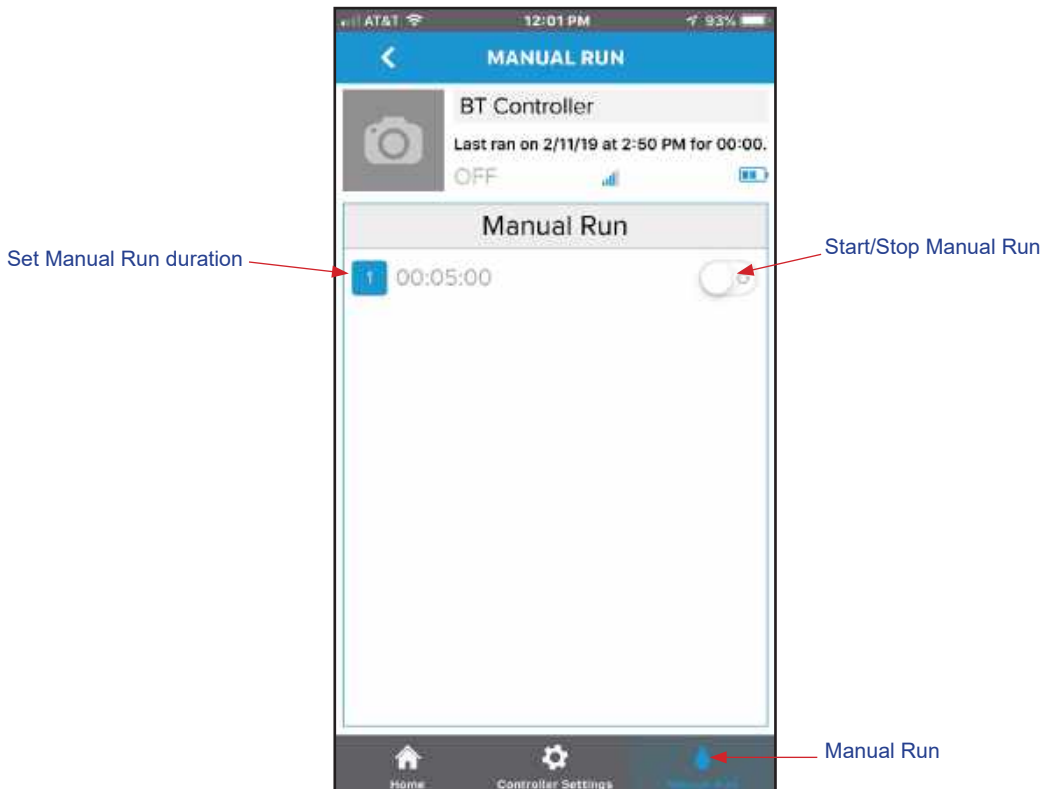 AT&T 12:01 PM 93%
MANUAL RUN
BT Controller
Last ran on 2/11/19 at 2:50 PM for 00:00.
OFF
Manual Run
Set Manual Run duration
Start/Stop Manual Run
1 00:05:00
Manual Run
Home Controller Settings